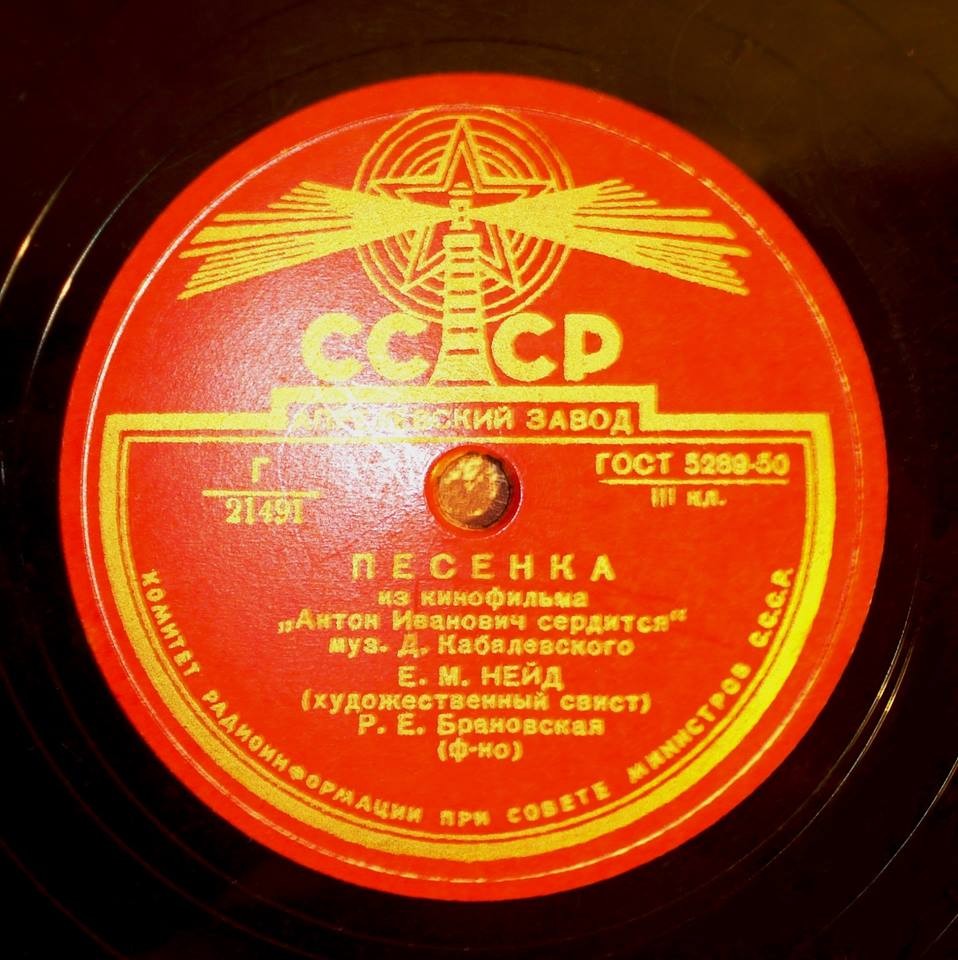 СССР
ЗАВОД
Г
21491
ГОСТ 5289-50
III кл.
ПЕСЕНКА
из кинофильма
„Антон Иванович сердится“
муз. Д. Кабалевского
Е. М. НЕЙД
(художественный свист)
Р. Е. Брановская
(ф-но)
КОМИТЕТ РАДИОИНФОРМАЦИИ ПРИ СОВЕТЕ МИНИСТРОВ С.С.С.Р.